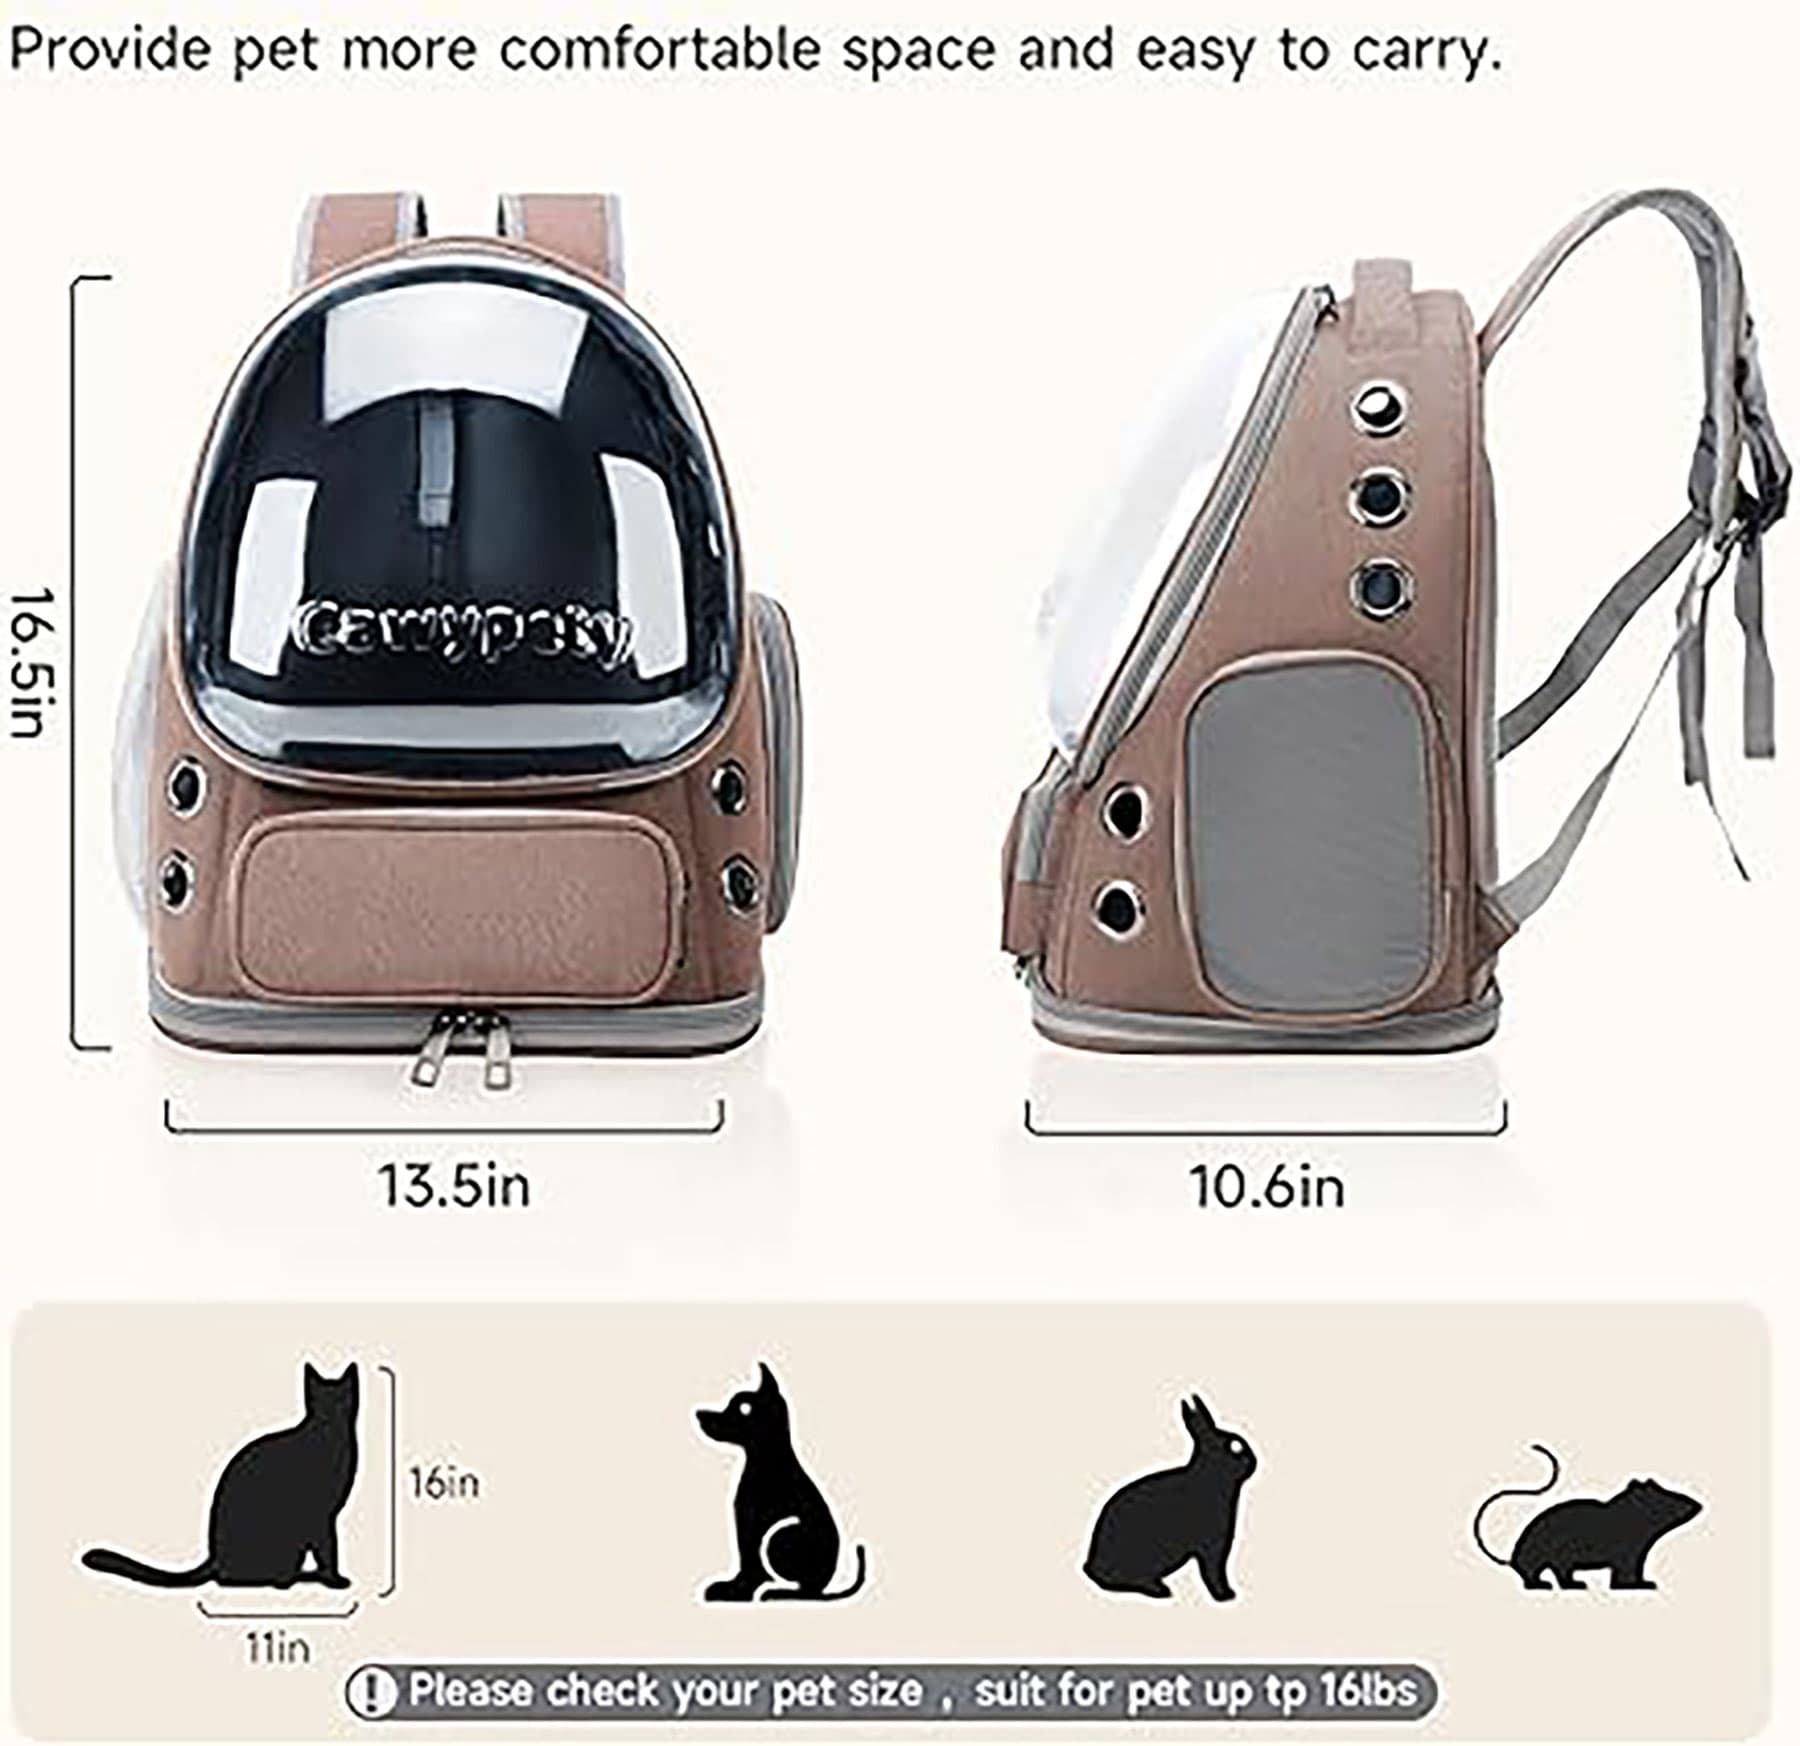 Provide pet more comfortable space and easy to carry.
16.5in
Cawypety
13.5in
10.6in
16in
11in
! Please check your pet size , suit for pet up tp 16lbs